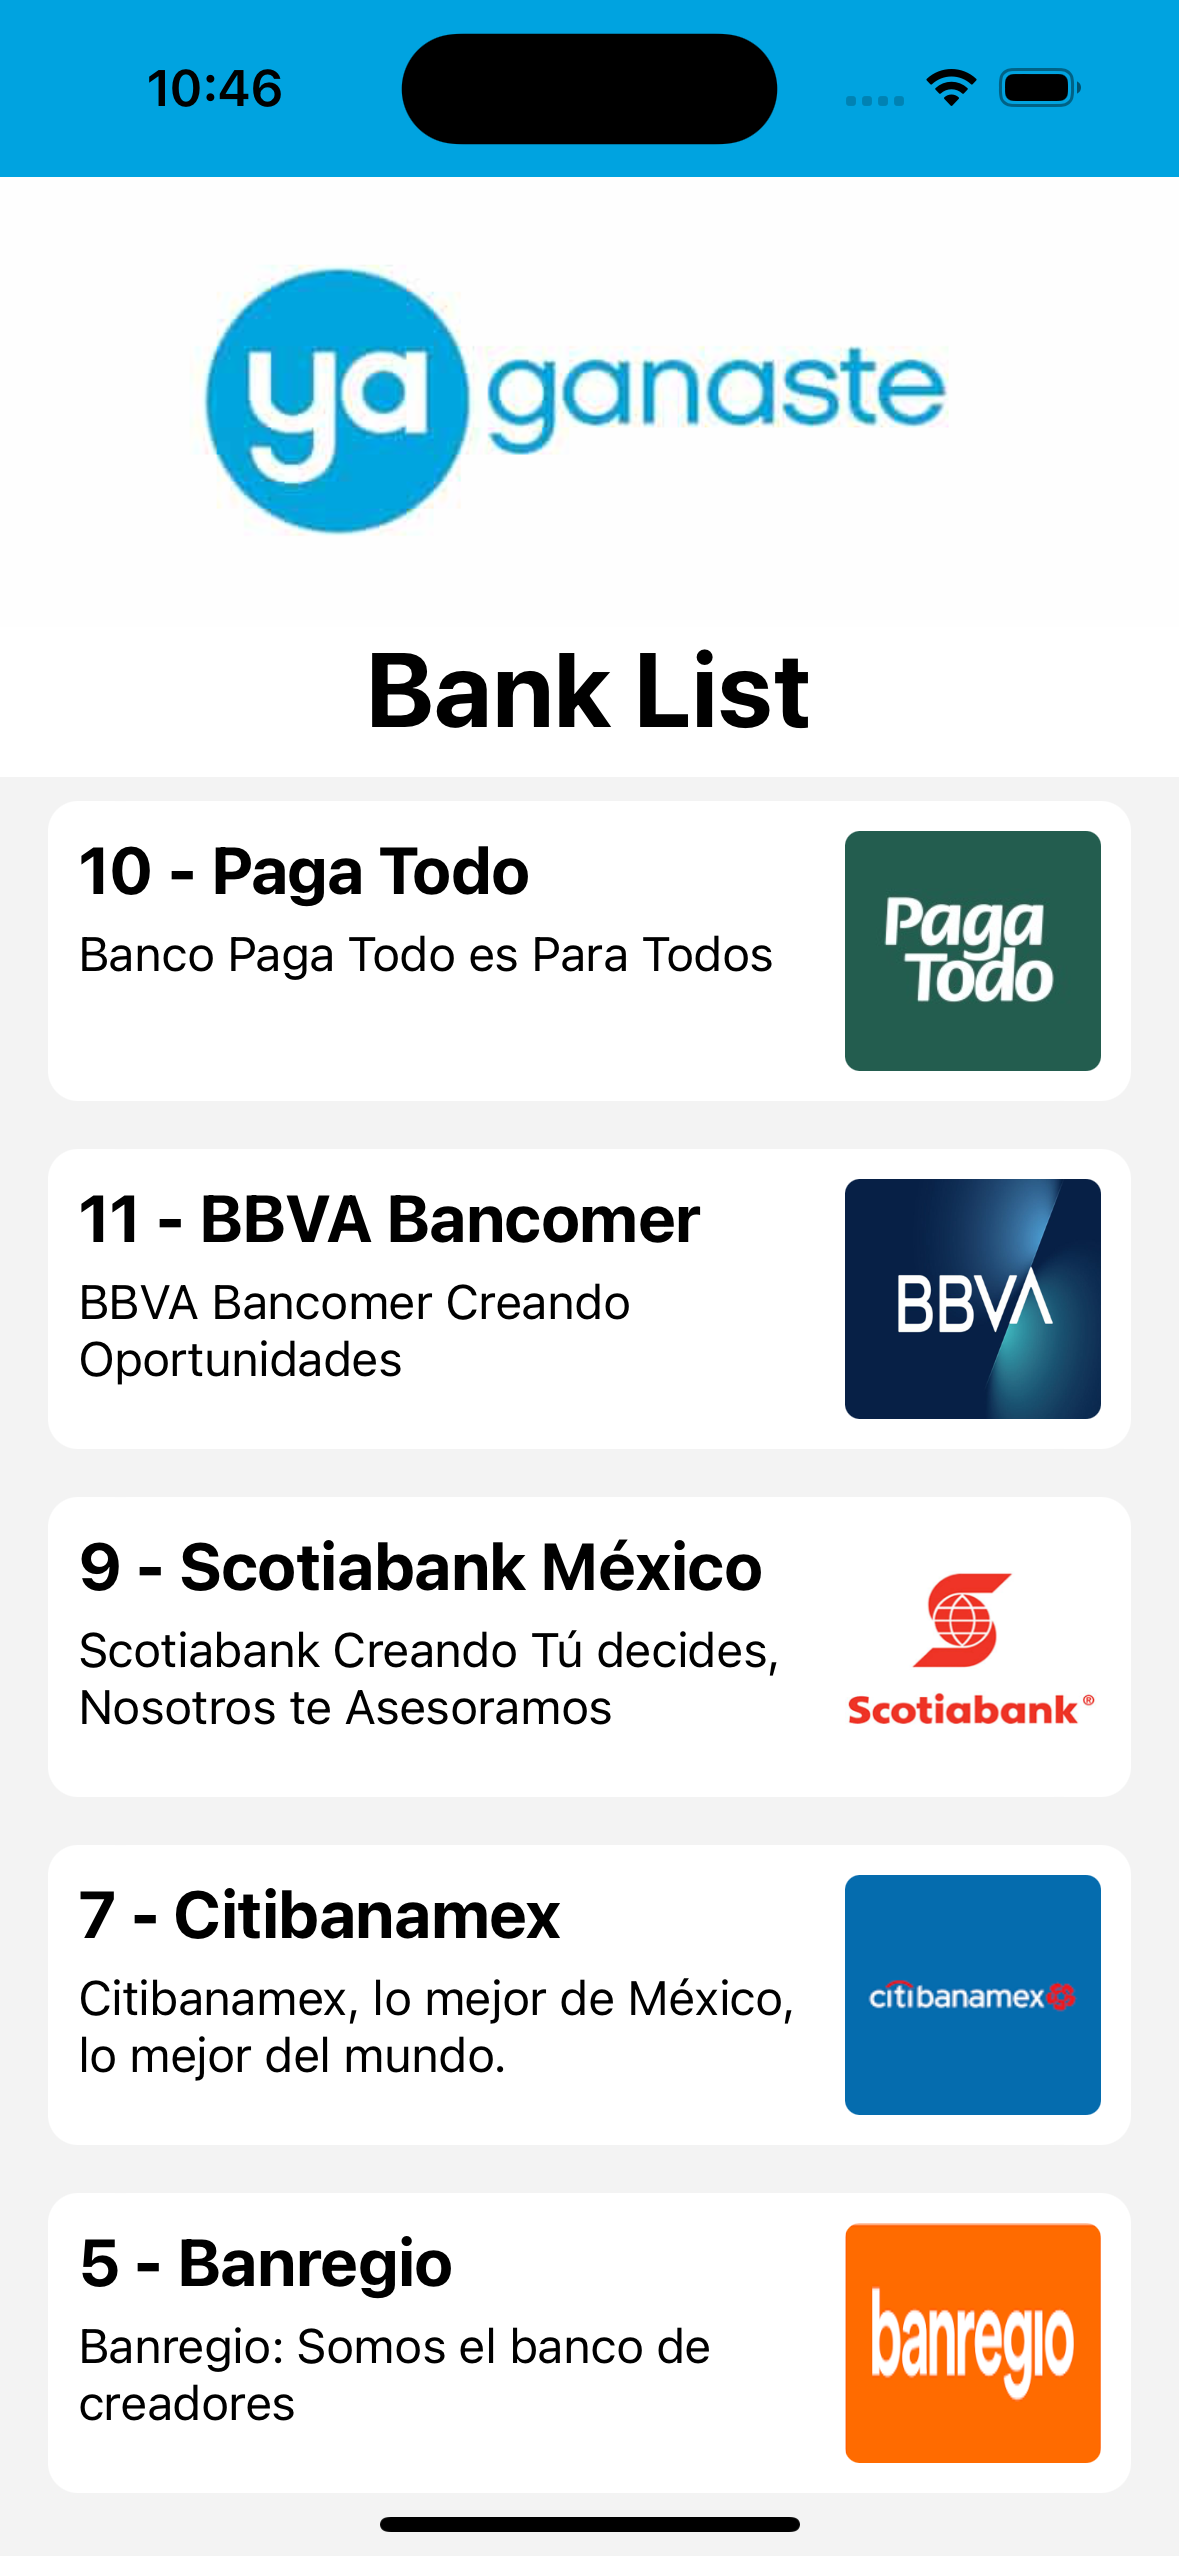 10:46
ya ganaste
Bank List
10 - Paga Todo
Banco Paga Todo es Para Todos
Paga
Todo
11 - BBVA Bancomer
BBVA Bancomer Creando
Oportunidades
BBVA
9 - Scotiabank México
Scotiabank Creando Tú decides,
Nosotros te Asesoramos
Scotiabank®
7 - Citibanamex
Citibanamex, lo mejor de México,
lo mejor del mundo.
citibanamex
5 - Banregio
Banregio: Somos el banco de
creadores
banregio